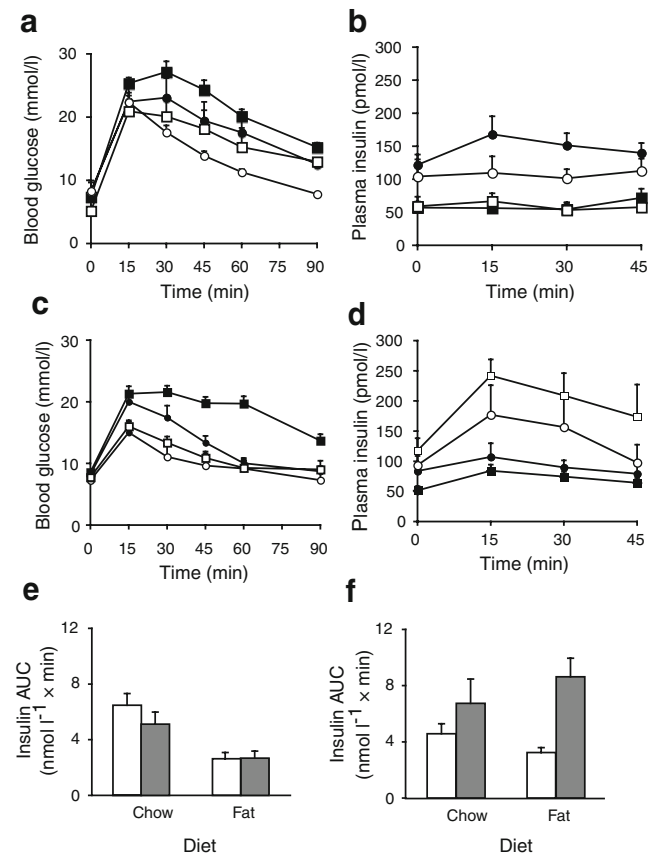 a
30
20
10
0
Blood glucose (mmol/l)
0 15 30 45 60 75 90
Time (min)
b
300
250
200
150
100
50
0
Plasma insulin (pmol/l)
0 15 30 45
Time (min)
c
30
20
10
0
Blood glucose (mmol/l)
0 15 30 45 60 75 90
Time (min)
d
300
250
200
150
100
50
0
Plasma insulin (pmol/l)
0 15 30 45
Time (min)
e
12
8
4
0
Insulin AUC
(nmol l⁻¹ × min)
Chow Fat
Diet
f
12
8
4
0
Insulin AUC
(nmol l⁻¹ × min)
Chow Fat
Diet